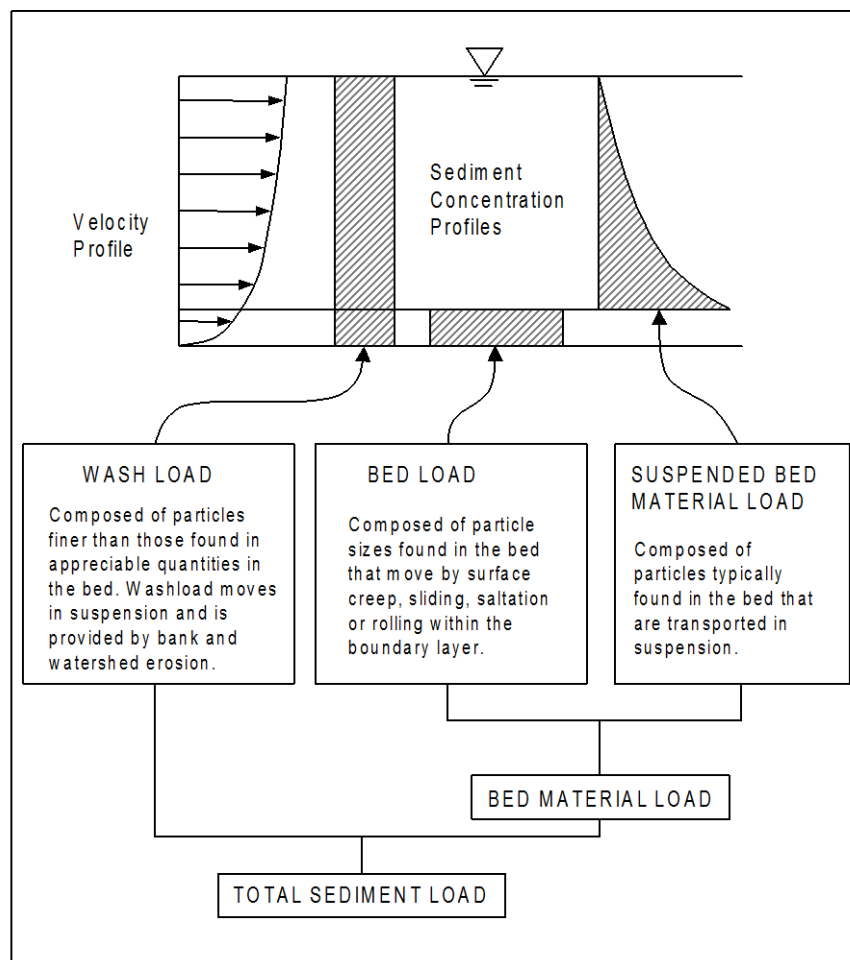 Velocity
Profile
Sediment
Concentration
Profiles
WASH LOAD
Composed of particles
finer than those found in
appreciable quantities in
the bed. Washload moves
in suspension and is
provided by bank and
watershed erosion.
BED LOAD
Composed of particle
sizes found in the bed
that move by surface
creep, sliding, saltation
or rolling within the
boundary layer.
SUSPENDED BED
MATERIAL LOAD
Composed of
particles typically
found in the bed that
are transported in
suspension.
BED MATERIAL LOAD
TOTAL SEDIMENT LOAD